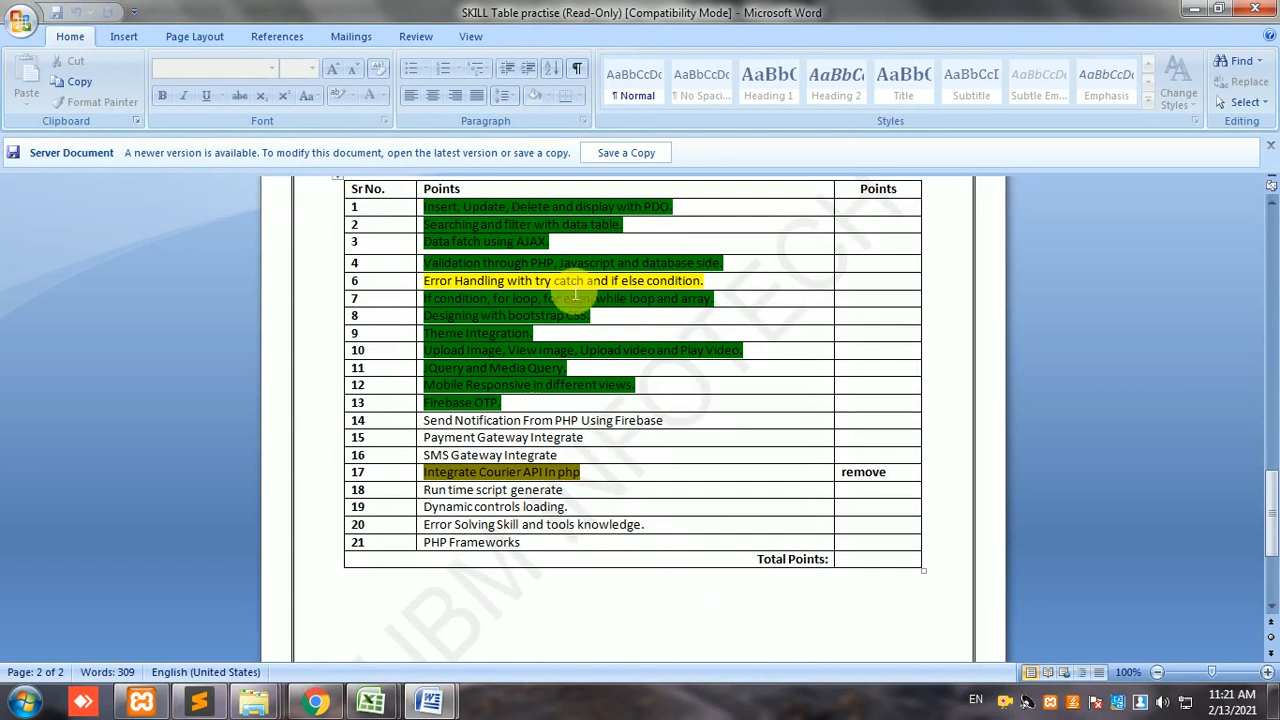 SKILL Table practise (Read-Only) [Compatibility Mode] - Microsoft Word
Home Insert Page Layout References Mailings Review View
Paste
Cut
Copy
Format Painter
Clipboard
B I U abc x₂ x² Aa
Font
Paragraph
AaBbCcDc AaBbCcDc AaBbC AaBbCc AaBbC AaBbCcI AaBbCcDc AaBbCcDc
¶ Normal ¶ No Spaci... Heading 1 Heading 2 Title Subtitle Subtle Em... Emphasis
Change Styles
Styles
Find
Replace
Select
Editing
Server Document A newer version is available. To modify this document, open the latest version or save a copy. Save a Copy
Sr No. Points Points
1 Insert, Update, Delete and display with PDO.
2 Searching and filter with data table.
3 Data fatch using AJAX.
4 Validation through PHP, Javascript and database side.
6 Error Handling with try catch and if else condition.
7 If condition, for loop, for each, while loop and array.
8 Designing with bootstrap CSS.
9 Theme Integration.
10 Upload Image, View Image, Upload video and Play Video.
11 JQuery and Media Query.
12 Mobile Responsive in different views.
13 Firebase OTP.
14 Send Notification From PHP Using Firebase
15 Payment Gateway Integrate
16 SMS Gateway Integrate
17 Integrate Courier API In php remove
18 Run time script generate
19 Dynamic controls loading.
20 Error Solving Skill and tools knowledge.
21 PHP Frameworks
Total Points:
UBM INFOTECH
Page: 2 of 2 Words: 309 English (United States) 100%
EN 11:21 AM
2/13/2021